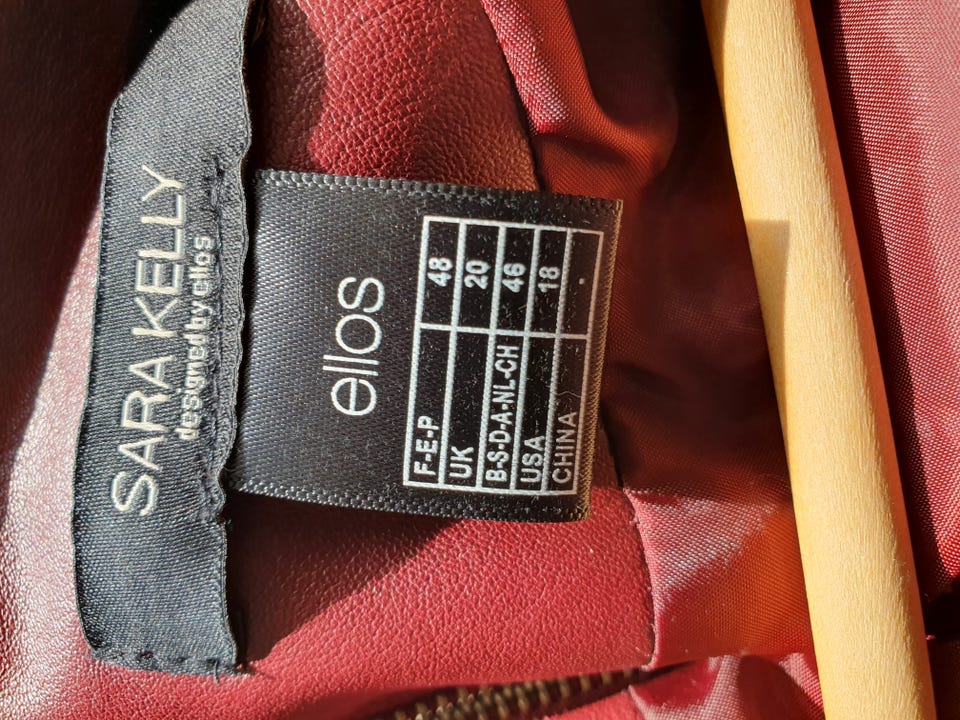 SARA KELLY
designed by ellos
ellos
F-E-P 48
UK 20
B-S-D-A-NL-CH 46
USA 18
CHINA .